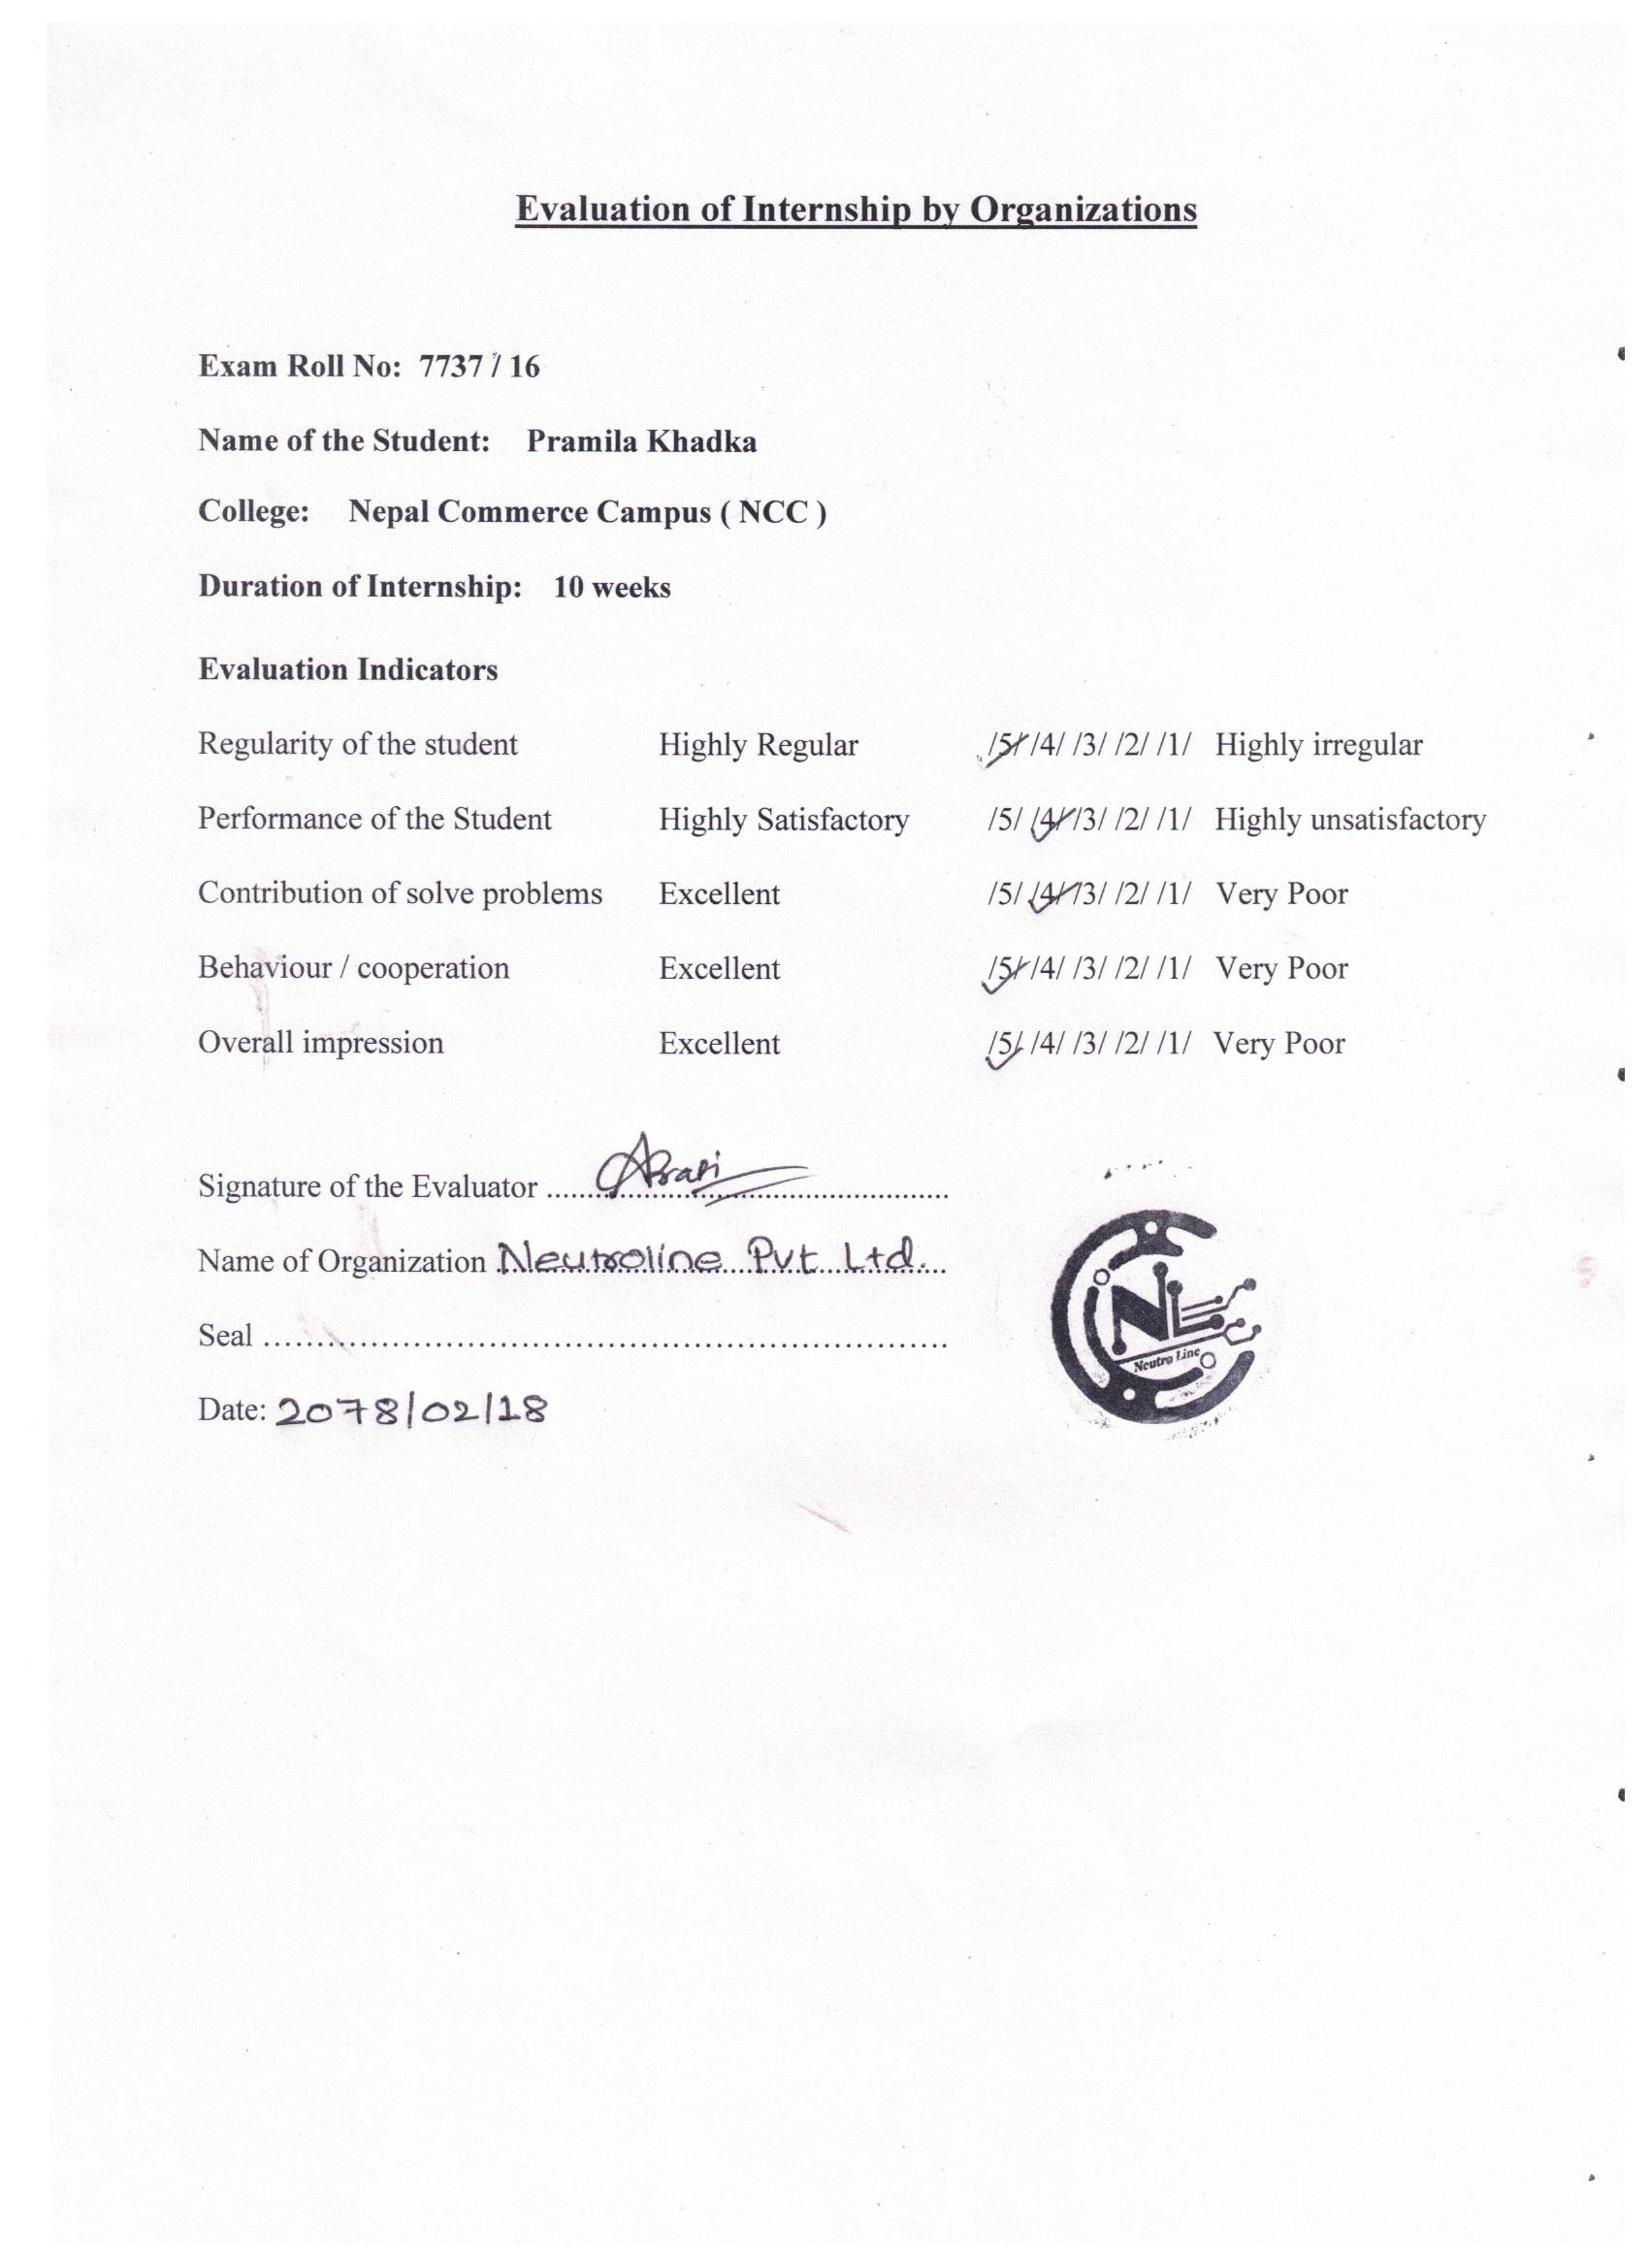 Evaluation of Internship by Organizations
Exam Roll No: 7737 / 16
Name of the Student: Pramila Khadka
College: Nepal Commerce Campus ( NCC )
Duration of Internship: 10 weeks
Evaluation Indicators
Regularity of the student Highly Regular /5/ /4/ /3/ /2/ /1/ Highly irregular
Performance of the Student Highly Satisfactory /5/ /4/ /3/ /2/ /1/ Highly unsatisfactory
Contribution of solve problems Excellent /5/ /4/ /3/ /2/ /1/ Very Poor
Behaviour / cooperation Excellent /5/ /4/ /3/ /2/ /1/ Very Poor
Overall impression Excellent /5/ /4/ /3/ /2/ /1/ Very Poor
Signature of the Evaluator ..........
Name of Organization Neutroline Pvt. Ltd.
Seal ..........
Date: 2078/02/18
NL
Neutro Line